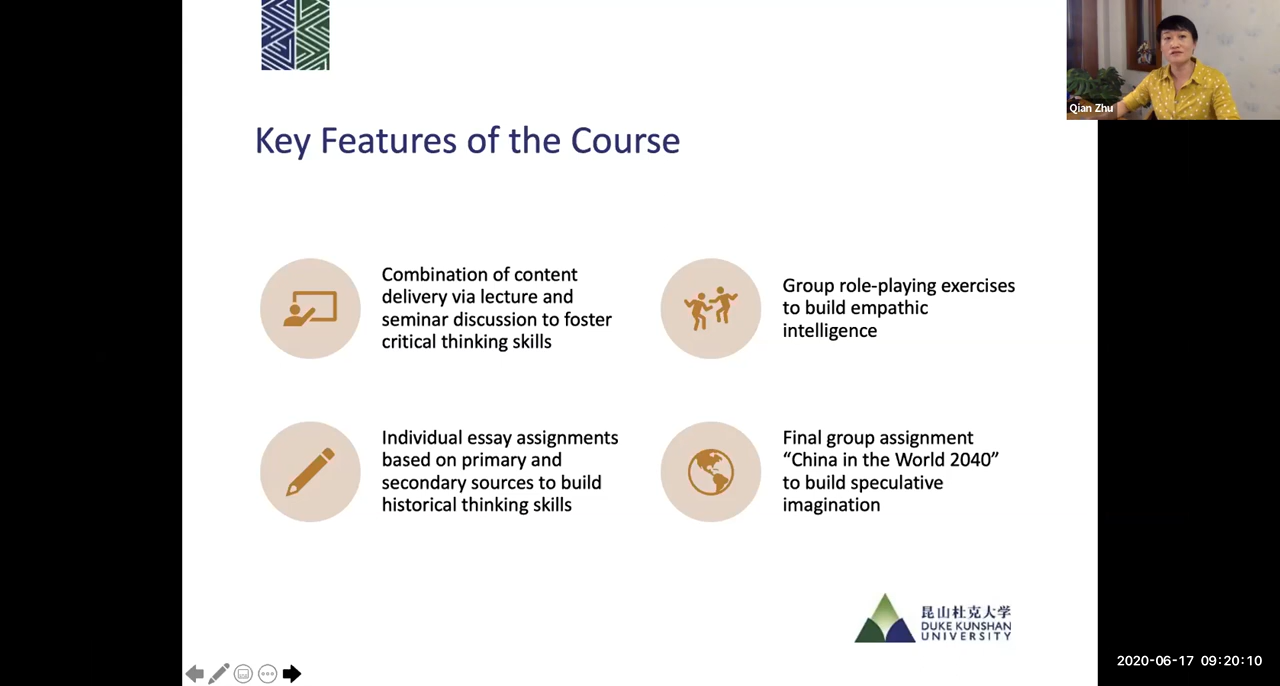 Qian Zhu
Key Features of the Course
Combination of content
delivery via lecture and
seminar discussion to foster
critical thinking skills
Group role-playing exercises
to build empathic
intelligence
Individual essay assignments
based on primary and
secondary sources to build
historical thinking skills
Final group assignment
“China in the World 2040”
to build speculative
imagination
昆山杜克大学
DUKE KUNSHAN
UNIVERSITY
2020-06-17 09:20:10